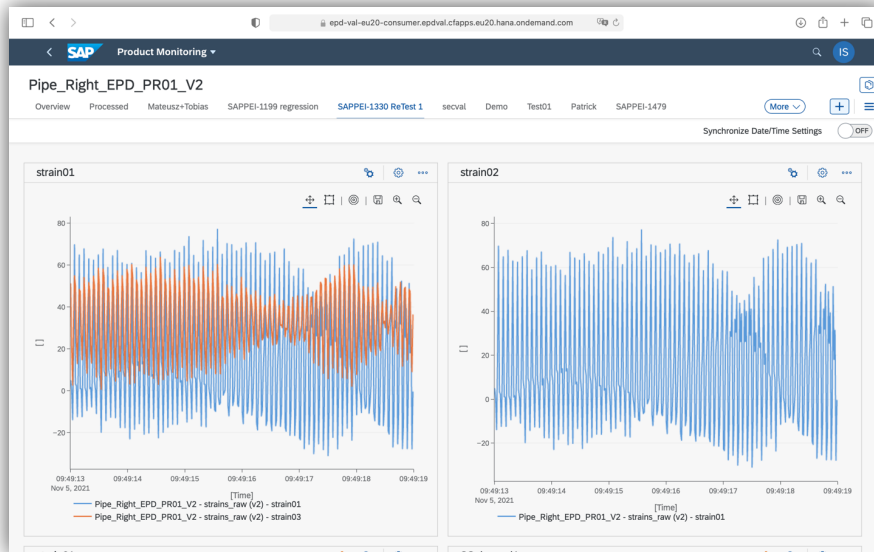 epd-val-eu20-consumer.epdval.cfapps.eu20.hana.ondemand.com
SAP Product Monitoring
IS
Pipe_Right_EPD_PR01_V2
Overview Processed Mateusz+Tobias SAPPEI-1199 regression SAPPEI-1330 ReTest 1 secval Demo Test01 Patrick SAPPEI-1479 More
Synchronize Date/Time Settings OFF
strain01
80
60
40
20
0
−20
[ ]
09:49:13 09:49:14 09:49:15 09:49:16 09:49:17 09:49:18 09:49:19
Nov 5, 2021
[Time]
Pipe_Right_EPD_PR01_V2 - strains_raw (v2) - strain01
Pipe_Right_EPD_PR01_V2 - strains_raw (v2) - strain03
strain02
80
60
40
20
0
−20
[ ]
09:49:13 09:49:14 09:49:15 09:49:16 09:49:17 09:49:18 09:49:19
Nov 5, 2021
[Time]
Pipe_Right_EPD_PR01_V2 - strains_raw (v2) - strain01